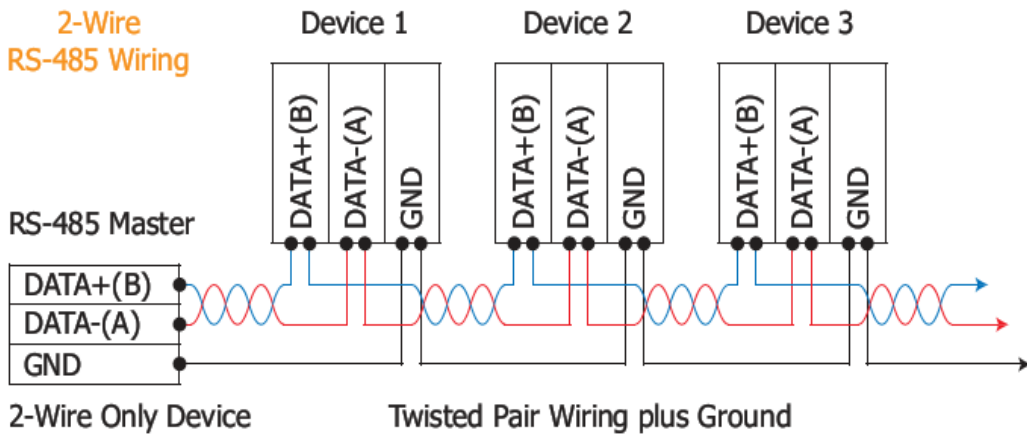 2-Wire
RS-485 Wiring
Device 1
Device 2
Device 3
DATA+(B)
DATA-(A)
GND
DATA+(B)
DATA-(A)
GND
DATA+(B)
DATA-(A)
GND
RS-485 Master
DATA+(B)
DATA-(A)
GND
2-Wire Only Device
Twisted Pair Wiring plus Ground